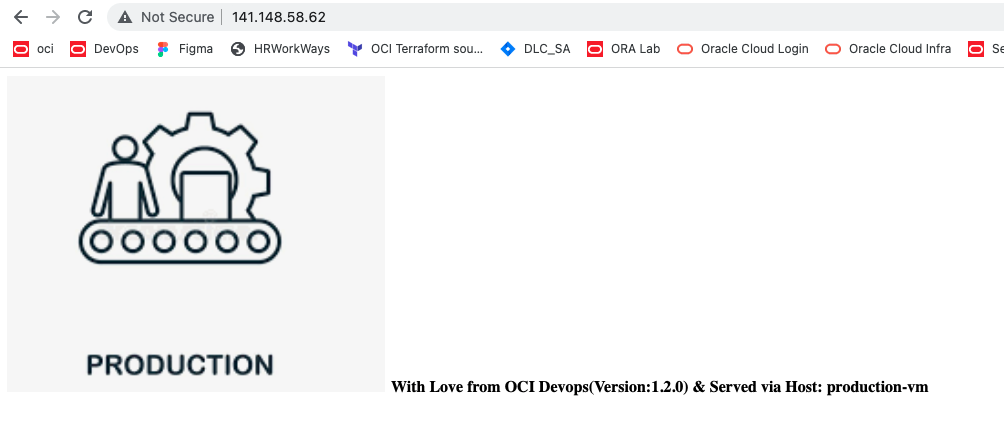 Not Secure 141.148.58.62
oci DevOps Figma HRWorkWays OCI Terraform sou... DLC_SA ORA Lab Oracle Cloud Login Oracle Cloud Infra Se
PRODUCTION
With Love from OCI Devops(Version:1.2.0) & Served via Host: production-vm